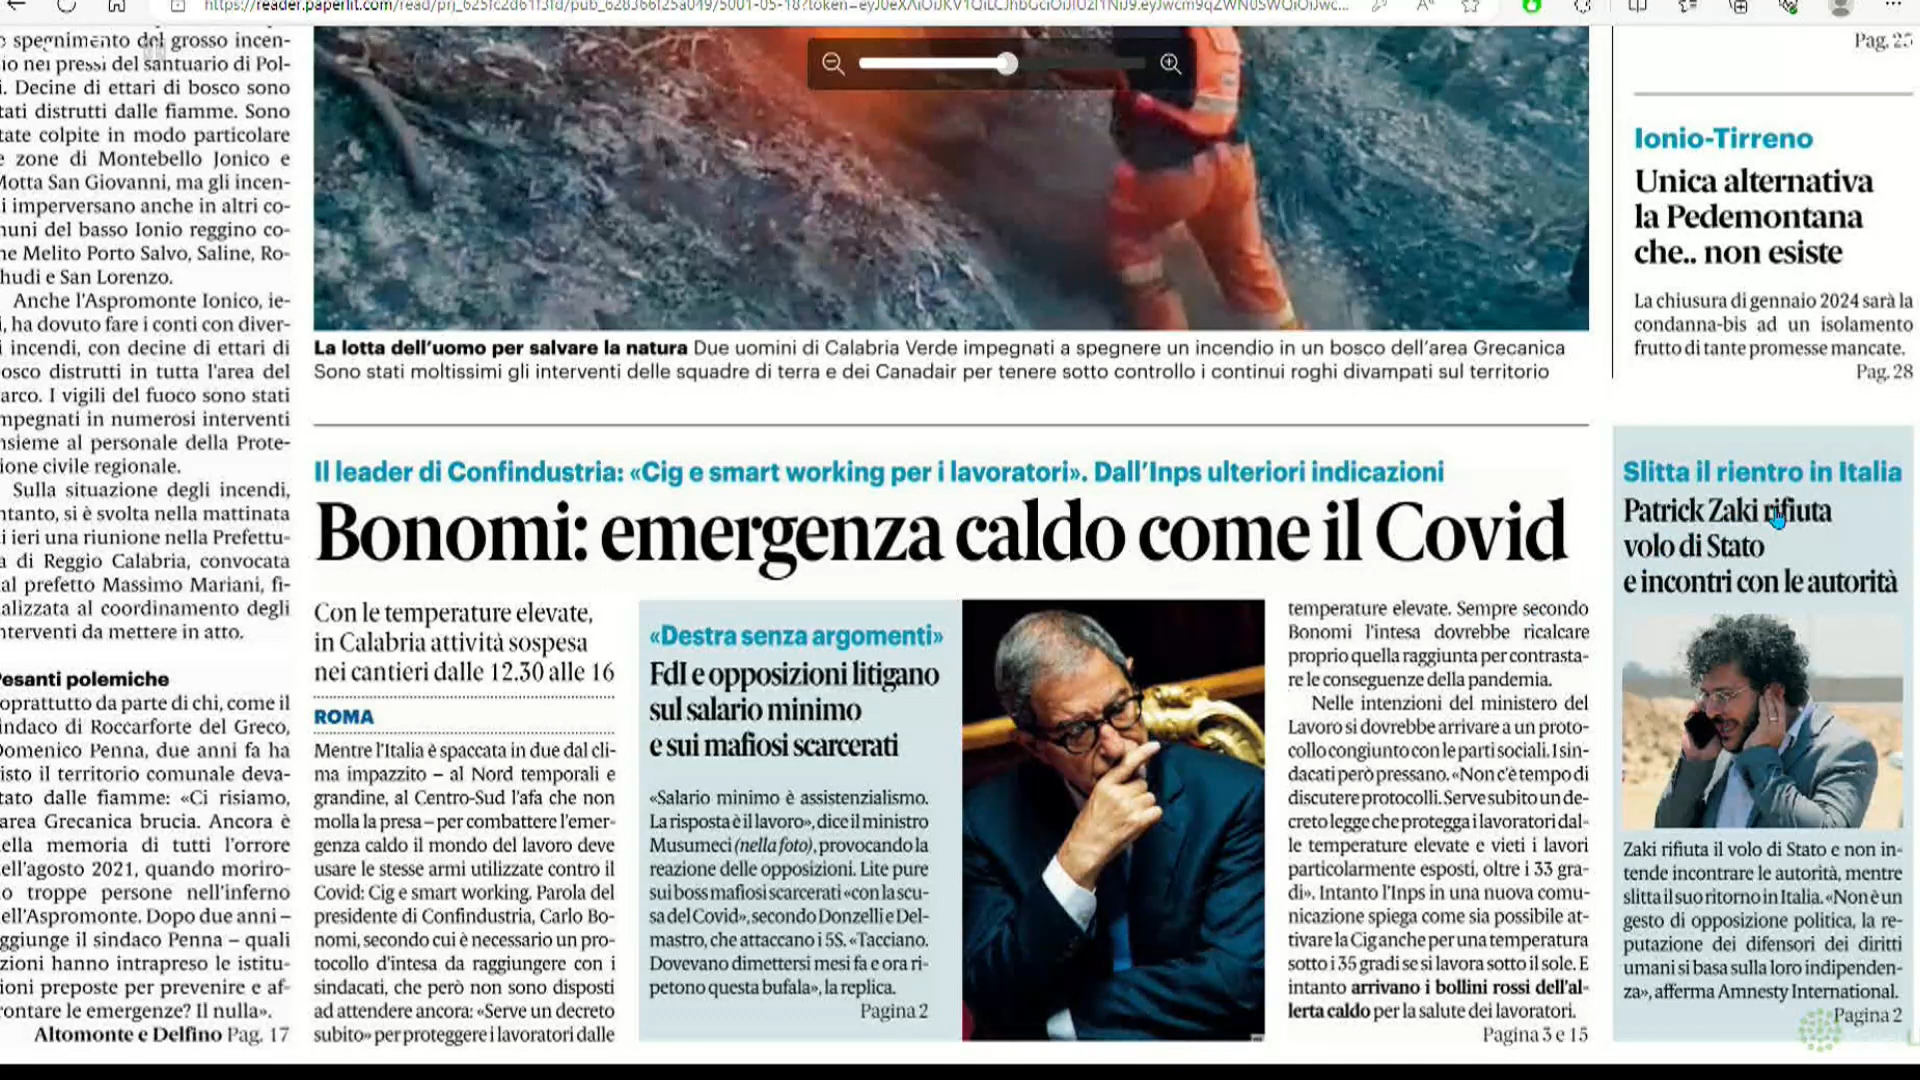 https://reader.paperlit.com/read/
spegnimento del grosso incen-
nei pressi del santuario di Pol-
Decine di ettari di bosco sono
tati distrutti dalle fiamme. Sono
tate colpite in modo particolare
e zone di Montebello Jonico e
Motta San Giovanni, ma gli incen-
i imperversano anche in altri co-
nuni del basso Ionio reggino co-
ne Melito Porto Salvo, Saline, Ro-
hudi e San Lorenzo.
Anche l'Aspromonte Ionico, ie-
i, ha dovuto fare i conti con diver-
i incendi, con decine di ettari di
osco distrutti in tutta l'area del
arco. I vigili del fuoco sono stati
mpegnati in numerosi interventi
nsieme al personale della Prote-
ione civile regionale.
Sulla situazione degli incendi,
ntanto, si è svolta nella mattinata
i ieri una riunione nella Prefettu-
a di Reggio Calabria, convocata
al prefetto Massimo Mariani, fi-
alizzata al coordinamento degli
nterventi da mettere in atto.
Pesanti polemiche
oprattutto da parte di chi, come il
indaco di Roccaforte del Greco,
Domenico Penna, due anni fa ha
isto il territorio comunale deva-
tato dalle fiamme: «Ci risiamo,
area Grecanica brucia. Ancora è
ella memoria di tutti l'orrore
ell'agosto 2021, quando moriro-
o troppe persone nell'inferno
ell'Aspromonte. Dopo due anni –
ggiunge il sindaco Penna – quali
zioni hanno intrapreso le istitu-
ioni preposte per prevenire e af-
rontare le emergenze? Il nulla».
Altomonte e Delfino Pag. 17
La lotta dell'uomo per salvare la natura Due uomini di Calabria Verde impegnati a spegnere un incendio in un bosco dell'area Grecanica
Sono stati moltissimi gli interventi delle squadre di terra e dei Canadair per tenere sotto controllo i continui roghi divampati sul territorio
Il leader di Confindustria: «Cig e smart working per i lavoratori». Dall'Inps ulteriori indicazioni
Bonomi: emergenza caldo come il Covid
Con le temperature elevate,
in Calabria attività sospesa
nei cantieri dalle 12.30 alle 16
ROMA
Mentre l'Italia è spaccata in due dal cli-
ma impazzito – al Nord temporali e
grandine, al Centro-Sud l'afa che non
molla la presa – per combattere l'emer-
genza caldo il mondo del lavoro deve
usare le stesse armi utilizzate contro il
Covid: Cig e smart working. Parola del
presidente di Confindustria, Carlo Bo-
nomi, secondo cui è necessario un pro-
tocollo d'intesa da raggiungere con i
sindacati, che però non sono disposti
ad attendere ancora: «Serve un decreto
subito» per proteggere i lavoratori dalle
«Destra senza argomenti»
FdI e opposizioni litigano
sul salario minimo
e sui mafiosi scarcerati
«Salario minimo è assistenzialismo.
La risposta è il lavoro», dice il ministro
Musumeci (nella foto), provocando la
reazione delle opposizioni. Lite pure
sui boss mafiosi scarcerati «con la scu-
sa del Covid», secondo Donzelli e Del-
mastro, che attaccano i 5S. «Tacciano.
Dovevano dimettersi mesi fa e ora ri-
petono questa bufala», la replica.
Pagina 2
temperature elevate. Sempre secondo
Bonomi l'intesa dovrebbe ricalcare
proprio quella raggiunta per contrasta-
re le conseguenze della pandemia.
Nelle intenzioni del ministero del
Lavoro si dovrebbe arrivare a un proto-
collo congiunto con le parti sociali. I sin-
dacati però pressano. «Non c'è tempo di
discutere protocolli. Serve subito un de-
creto legge che protegga i lavoratori dal-
le temperature elevate e vieti i lavori
particolarmente esposti, oltre i 33 gra-
di». Intanto l'Inps in una nuova comu-
nicazione spiega come sia possibile at-
tivare la Cig anche per una temperatura
sotto i 35 gradi se si lavora sotto il sole. E
intanto arrivano i bollini rossi dell'al-
lerta caldo per la salute dei lavoratori.
Pagina 3 e 15
Pag. 25
Ionio-Tirreno
Unica alternativa
la Pedemontana
che.. non esiste
La chiusura di gennaio 2024 sarà la
condanna-bis ad un isolamento
frutto di tante promesse mancate.
Pag. 28
Slitta il rientro in Italia
Patrick Zaki rifiuta
volo di Stato
e incontri con le autorità
Zaki rifiuta il volo di Stato e non in-
tende incontrare le autorità, mentre
slitta il suo ritorno in Italia. «Non è un
gesto di opposizione politica, la re-
putazione dei difensori dei diritti
umani si basa sulla loro indipenden-
za», afferma Amnesty International.
Pagina 2